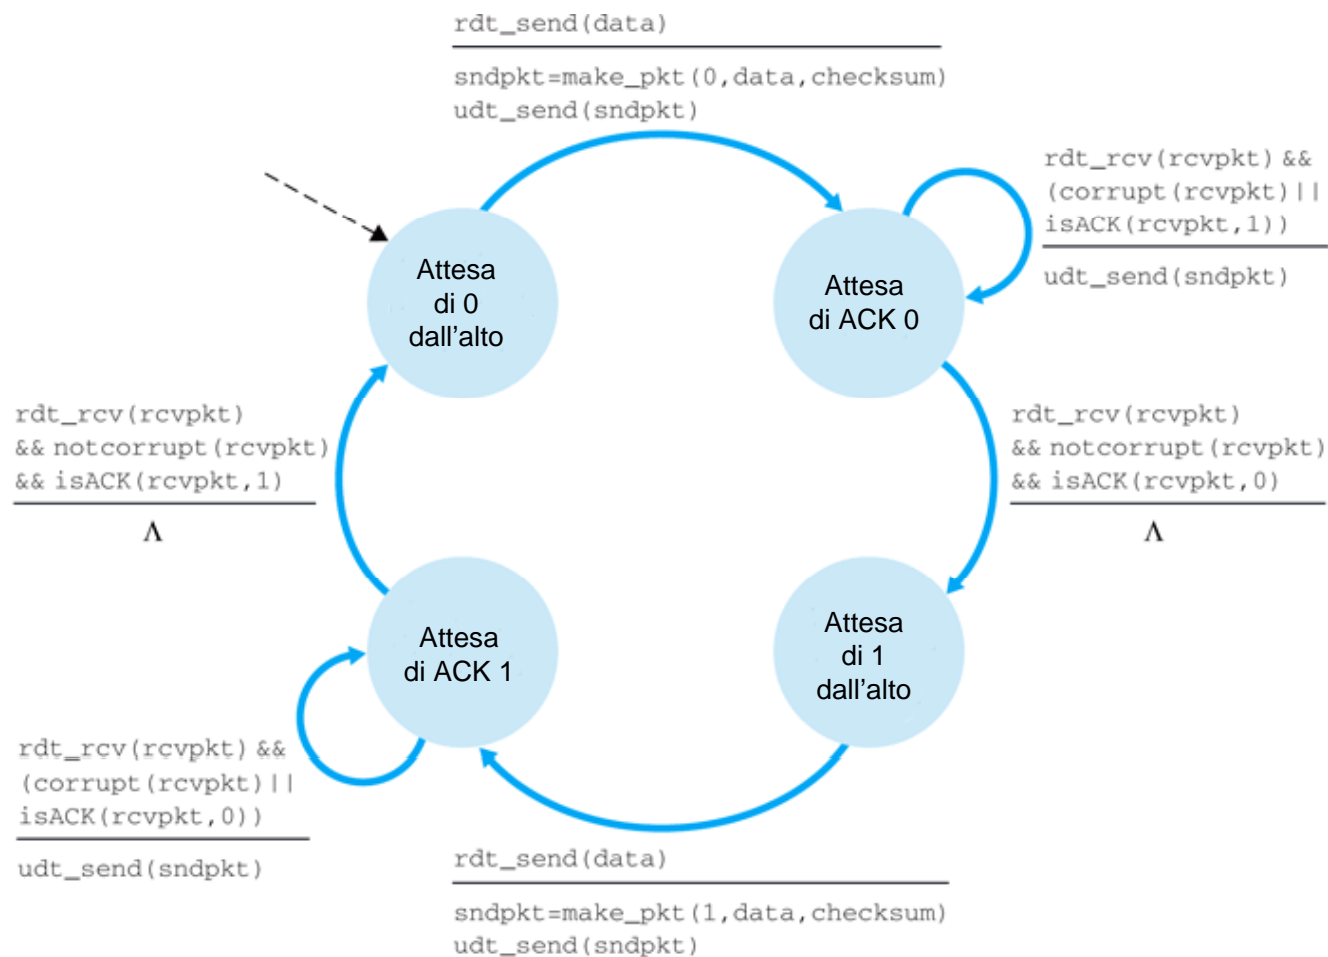 rdt_send(data)
sndpkt=make_pkt(0,data,checksum)
udt_send(sndpkt)
rdt_rcv(rcvpkt) &&
(corrupt(rcvpkt)||
isACK(rcvpkt,1))
udt_send(sndpkt)
Attesa
di 0
dall'alto
Attesa
di ACK 0
rdt_rcv(rcvpkt)
&& notcorrupt(rcvpkt)
&& isACK(rcvpkt,1)
Λ
rdt_rcv(rcvpkt)
&& notcorrupt(rcvpkt)
&& isACK(rcvpkt,0)
Λ
Attesa
di ACK 1
Attesa
di 1
dall'alto
rdt_rcv(rcvpkt) &&
(corrupt(rcvpkt)||
isACK(rcvpkt,0))
udt_send(sndpkt)
rdt_send(data)
sndpkt=make_pkt(1,data,checksum)
udt_send(sndpkt)